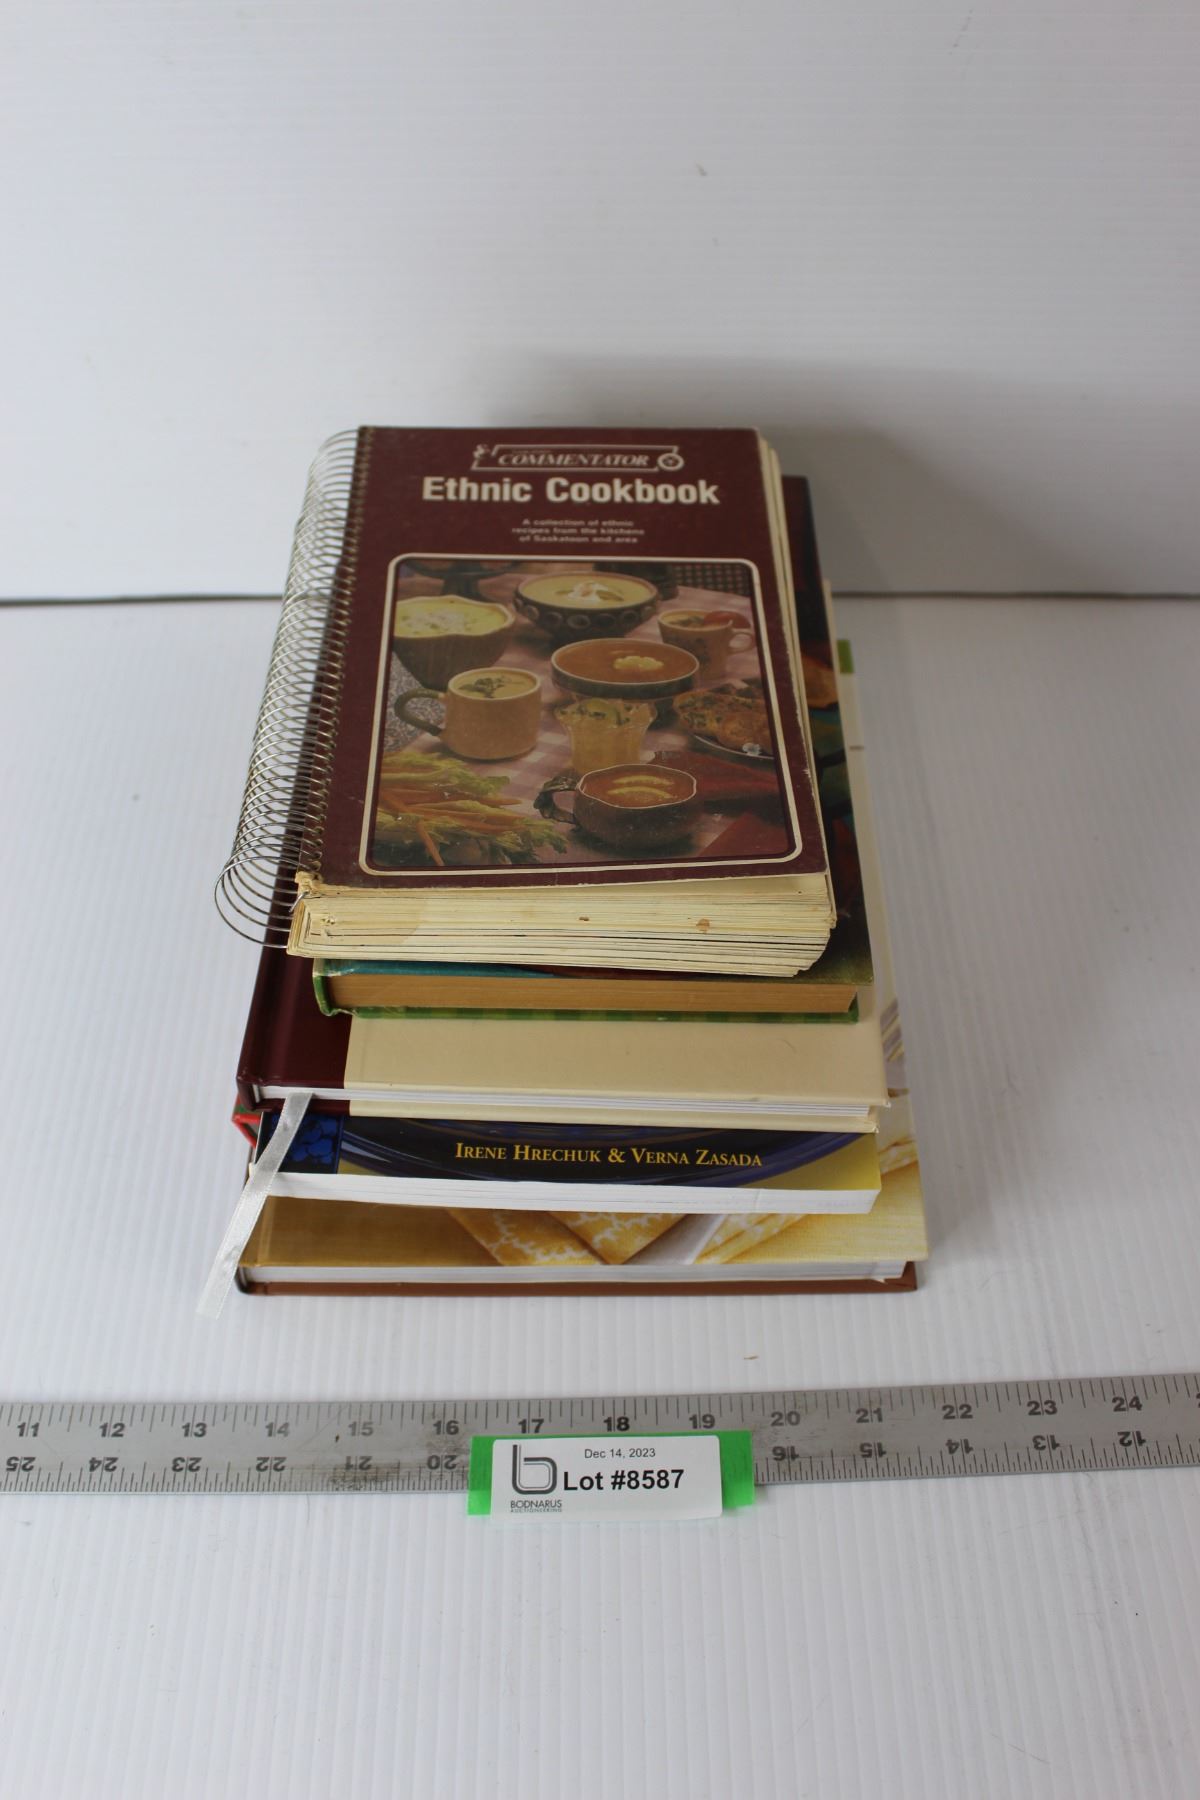 COMMENTATOR
Ethnic Cookbook
A collection of ethnic
recipes from the kitchens
of Saskatoon and area
IRENE HRECHUK & VERNA ZASADA
11 12 13 14 15 16 17 18 19 20 21 22 23 24
25 24 23 22 21 20 16 15 14 13 12
Dec 14, 2023
Lot #8587
BODNARUS
AUCTIONEERING